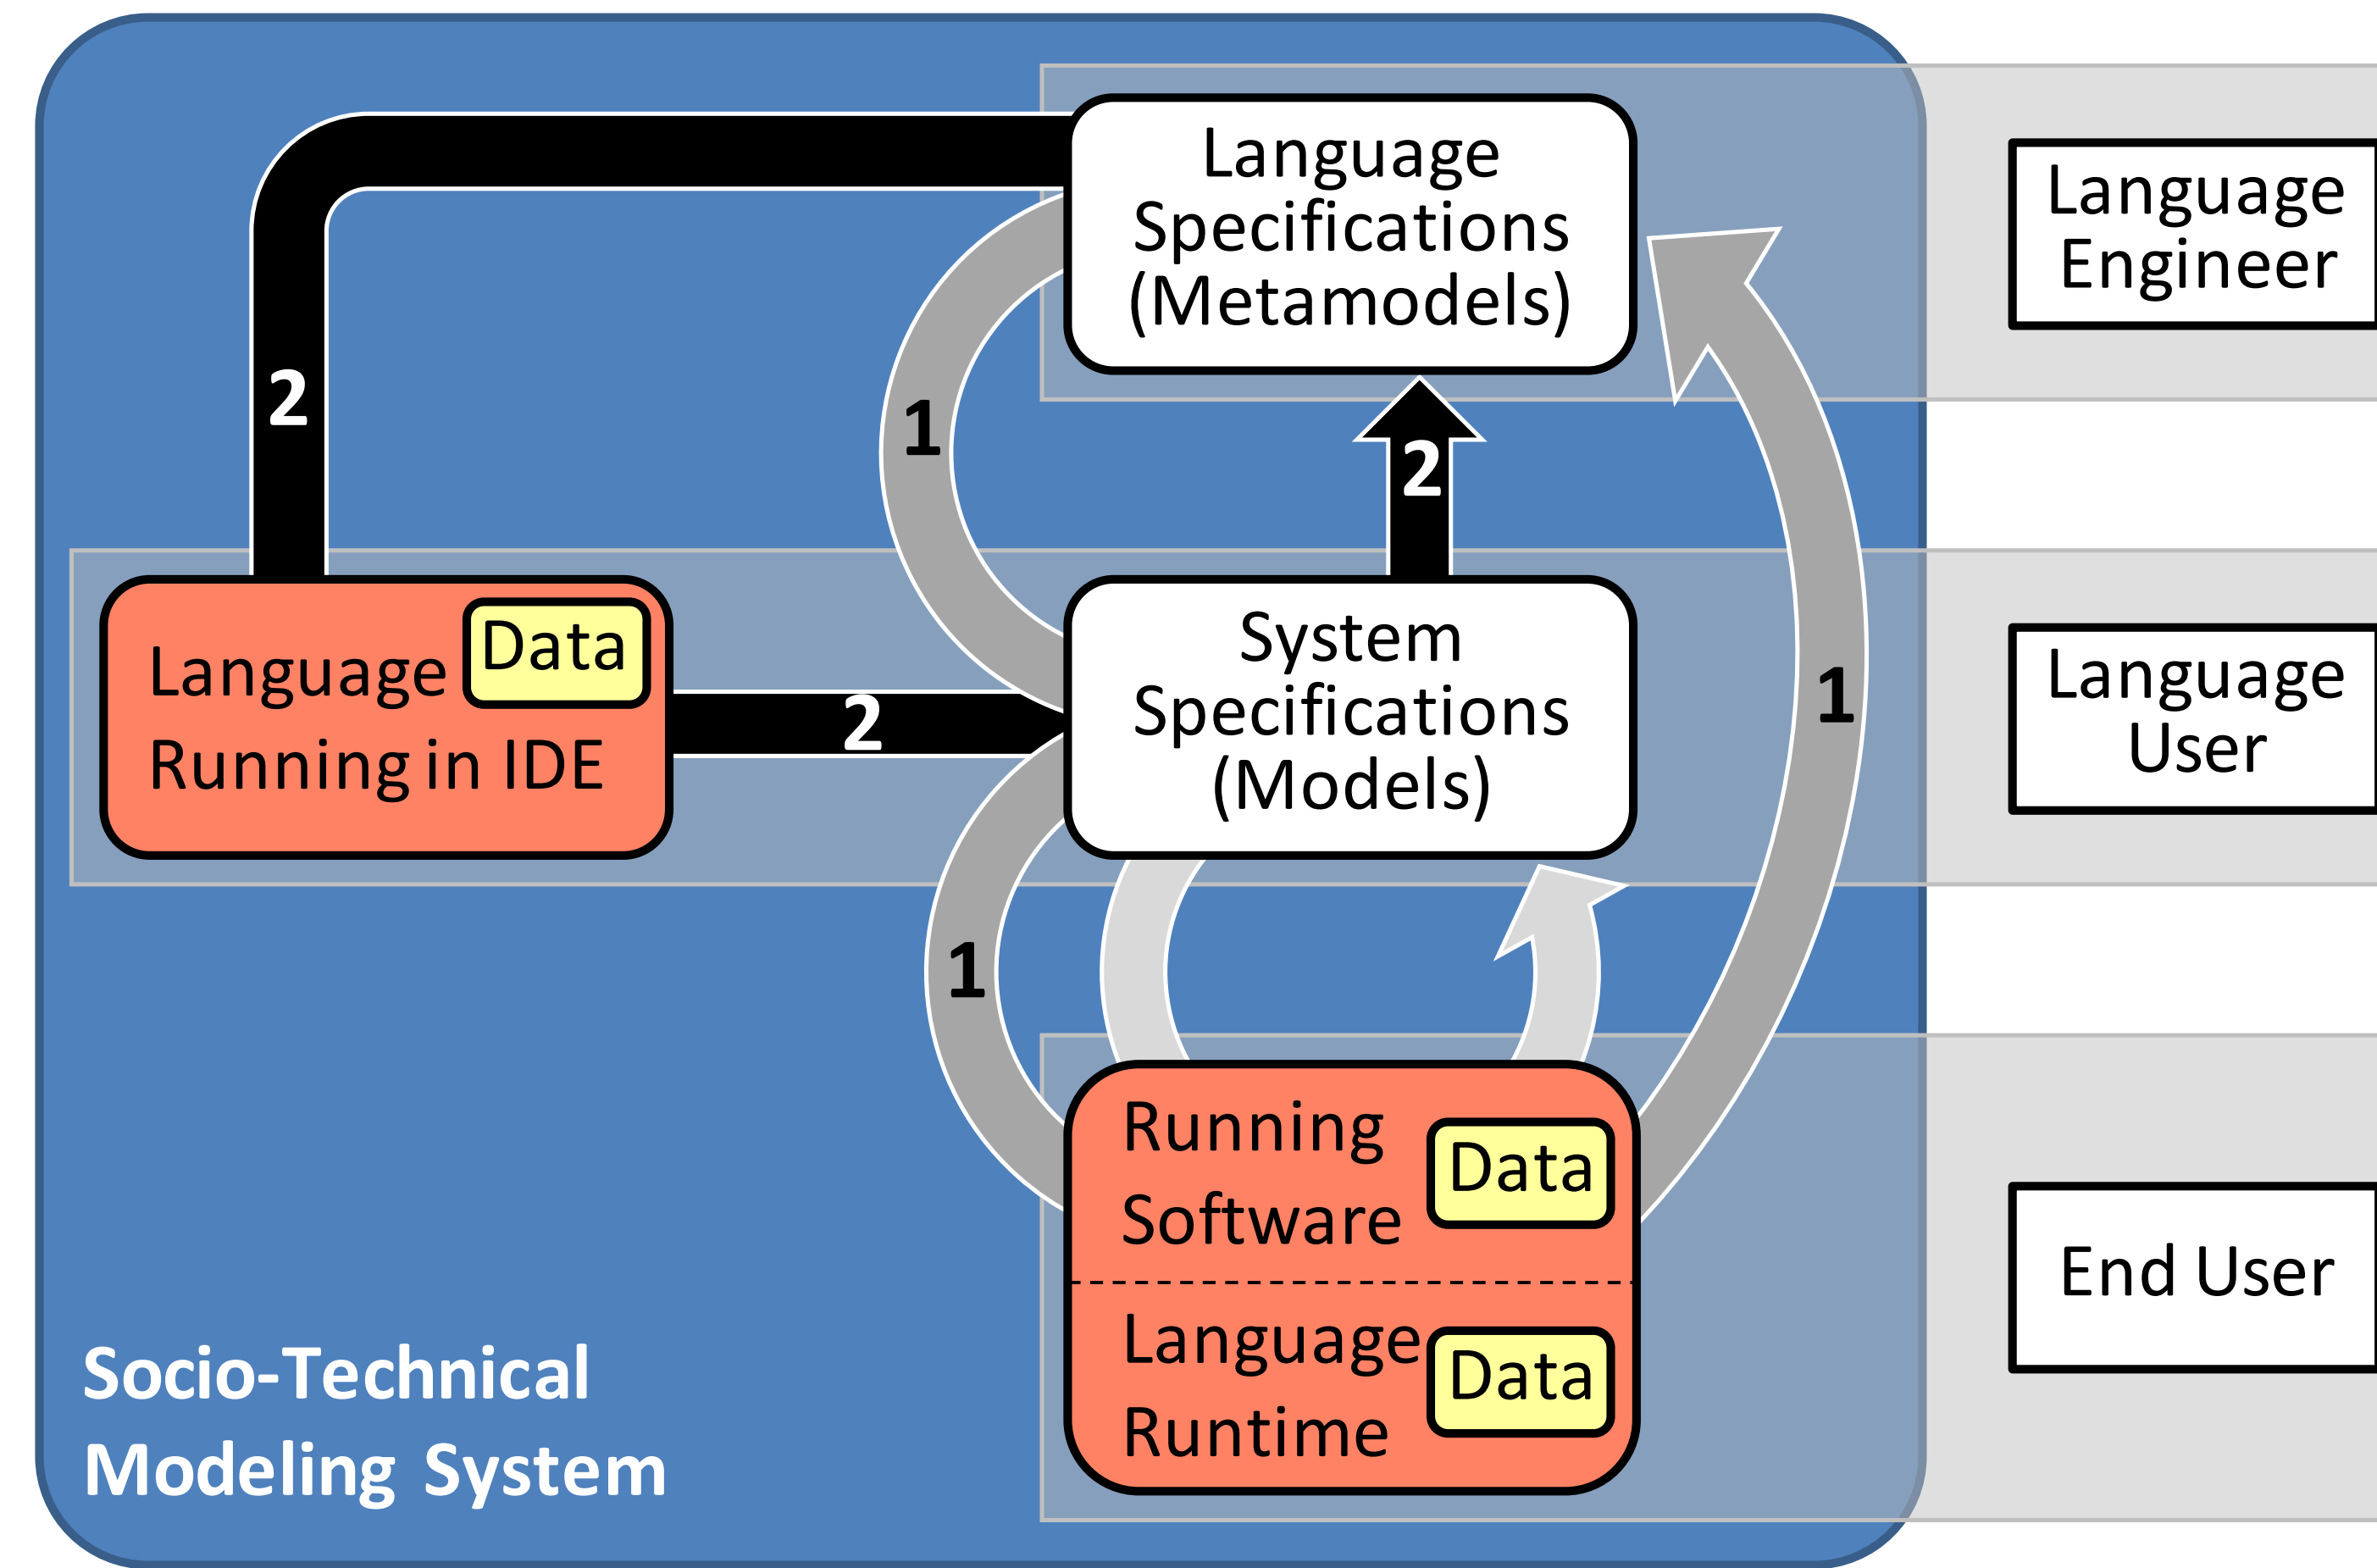 Language
Specifications
(Metamodels)
Language
Engineer
2
1
2
Language
Running in IDE
Data
2
System
Specifications
(Models)
1
Language
User
1
Running
Software
Data
Language
Runtime
Data
End User
Socio-Technical
Modeling System